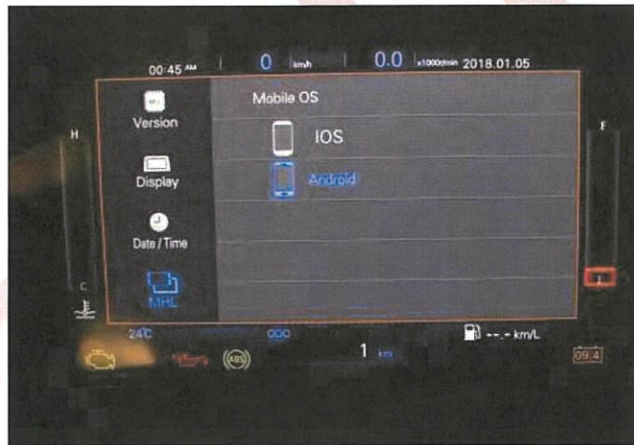 00:45 AM 0 km/h 0.0 x1000r/min 2018.01.05
Version
Display
Date / Time
MHL
Mobile OS
IOS
Android
H
C
F
24℃ ODO 1 km --.- km/L
(ABS)
09.4